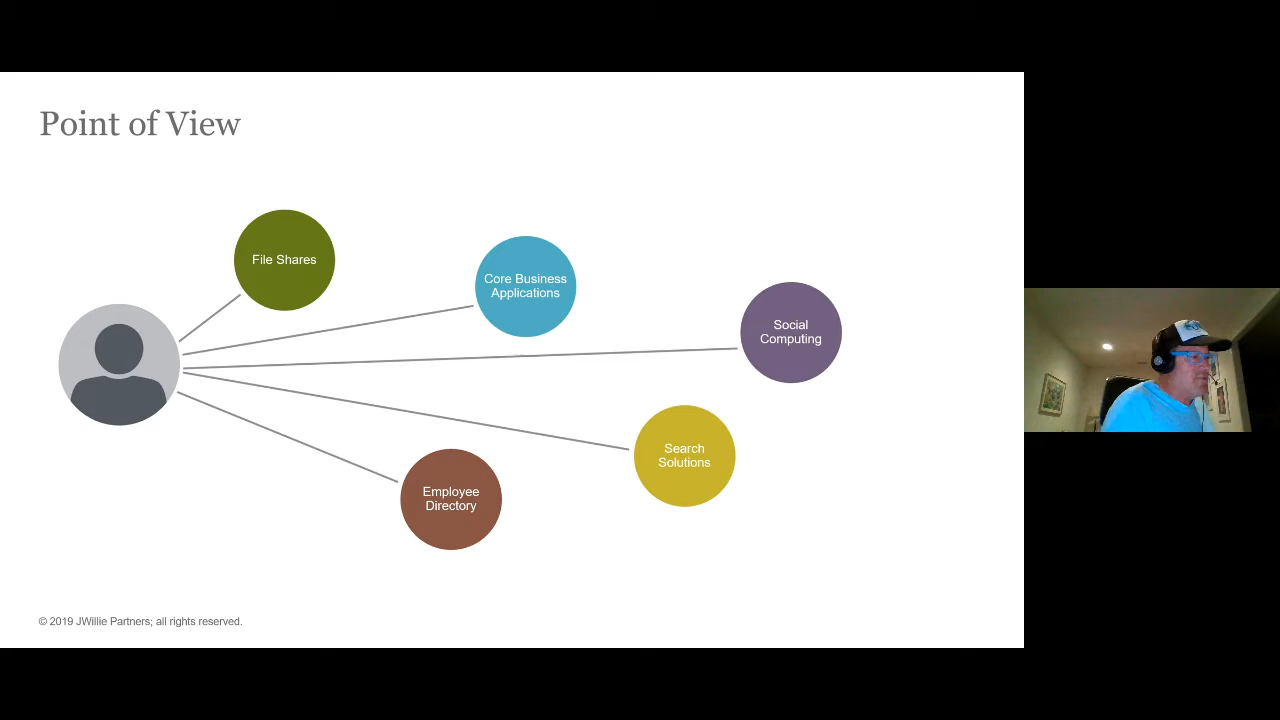 Point of View
File Shares
Core Business
Applications
Social
Computing
Search
Solutions
Employee
Directory
© 2019 JWillie Partners; all rights reserved.